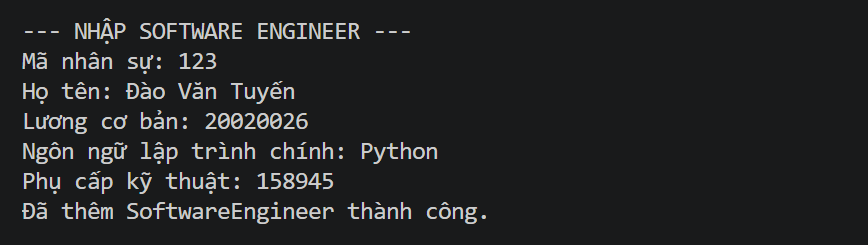 --- NHẬP SOFTWARE ENGINEER ---
Mã nhân sự: 123
Họ tên: Đào Văn Tuyến
Lương cơ bản: 20020026
Ngôn ngữ lập trình chính: Python
Phụ cấp kỹ thuật: 158945
Đã thêm SoftwareEngineer thành công.